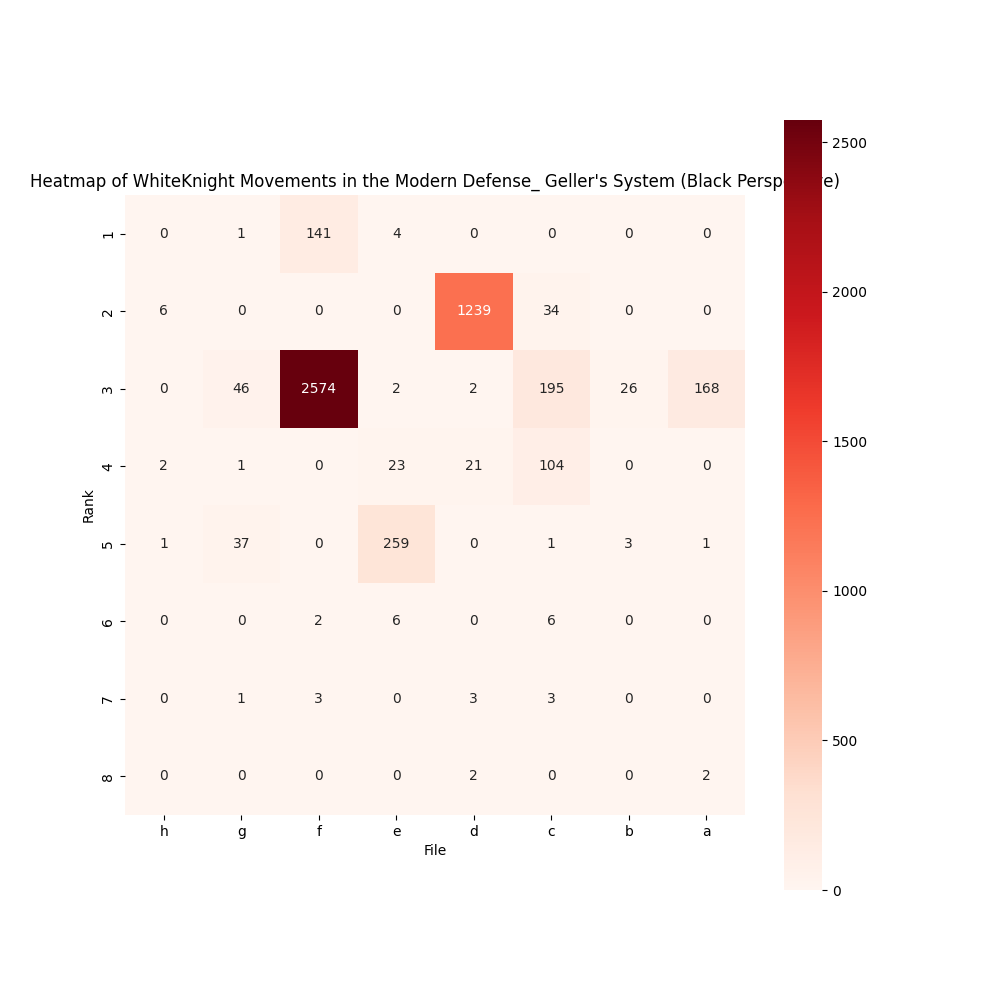 Heatmap of WhiteKnight Movements in the Modern Defense_ Geller's System (Black Persp e)
2500
1 0 1 141 4 0 0 0 0
2 6 0 0 0 1239 34 0 0
2000
3 0 46 2574 2 2 195 26 168
1500
4 2 1 0 23 21 104 0 0
Rank
5 1 37 0 259 0 1 3 1
1000
6 0 0 2 6 0 6 0 0
7 0 1 3 0 3 3 0 0
500
8 0 0 0 0 2 0 0 2
h g f e d c b a
File
0